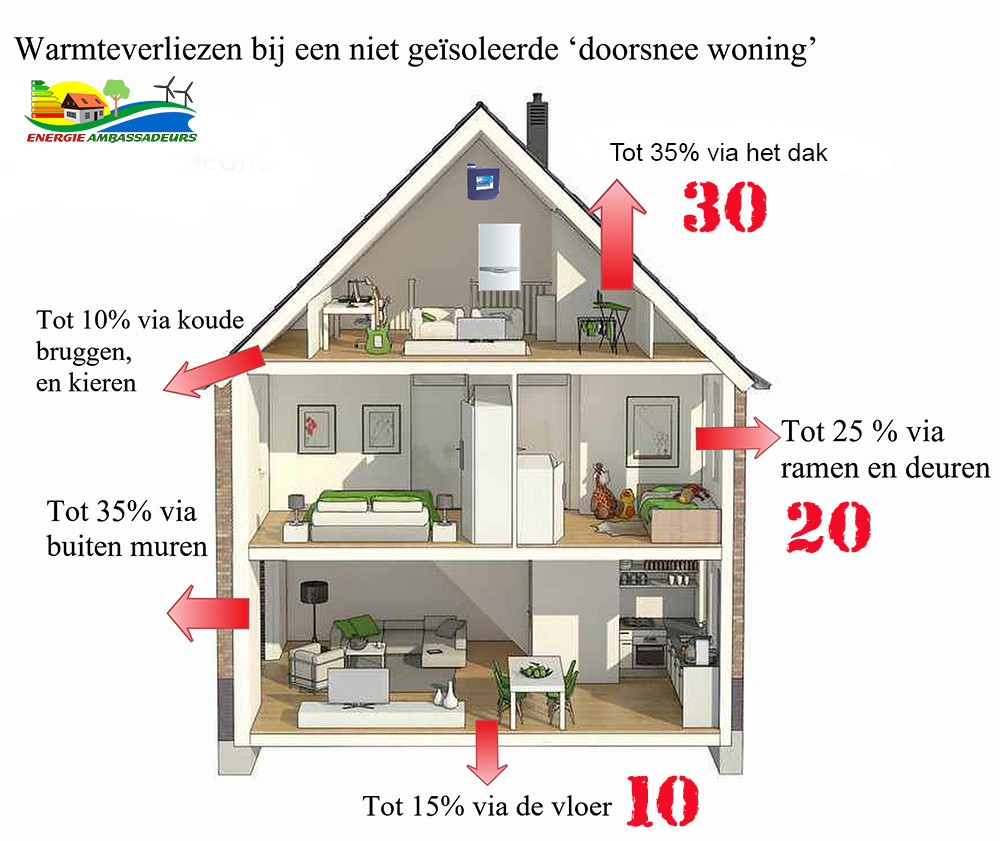 Warmteverliezen bij een niet geïsoleerde ‘doorsnee woning’
ENERGIE AMBASSADEURS
Tot 35% via het dak
30
Tot 10% via koude
bruggen,
en kieren
Tot 25 % via
ramen en deuren
20
Tot 35% via
buiten muren
Tot 15% via de vloer
10